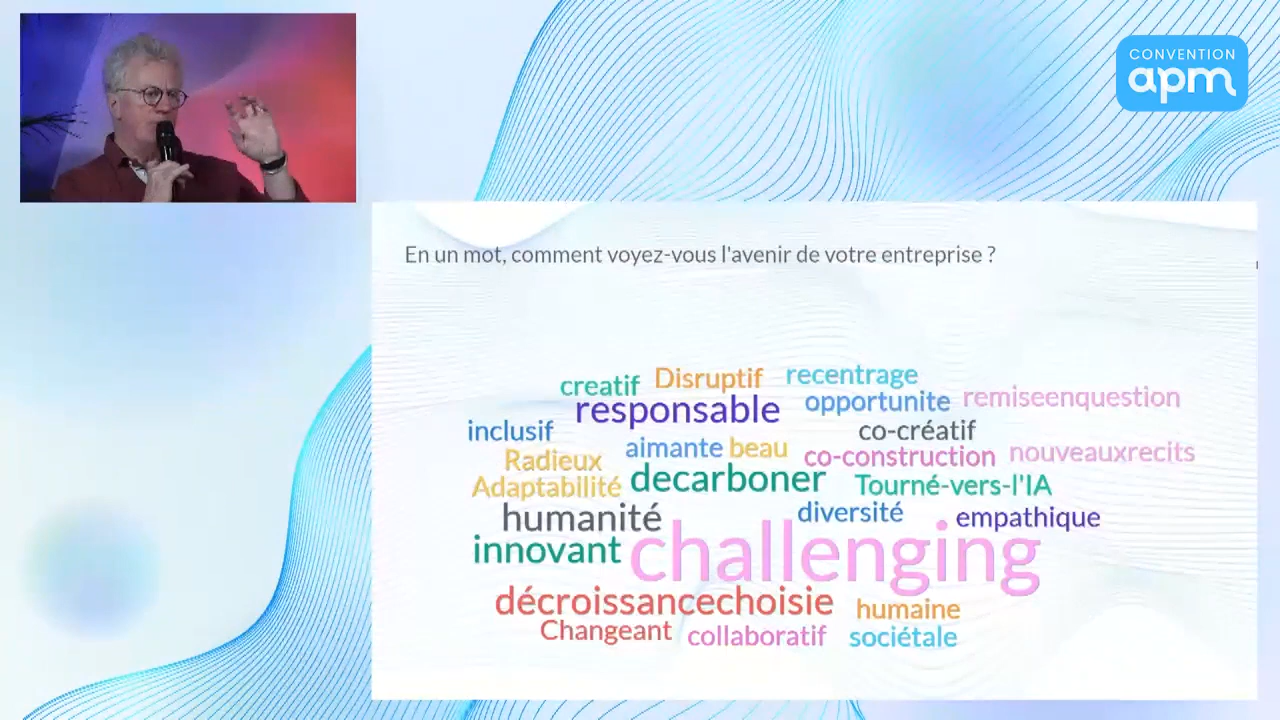 CONVENTION
apm
En un mot, comment voyez-vous l'avenir de votre entreprise ?
creatif Disruptif recentrage
responsable opportunite remiseenquestion
inclusif co-créatif
Radieux aimante beau co-construction nouveauxrecits
Adaptabilité decarboner Tourné-vers-l'IA
humanité diversité empathique
innovant challenging
décroissancechoisie humaine
Changeant collaboratif sociétale